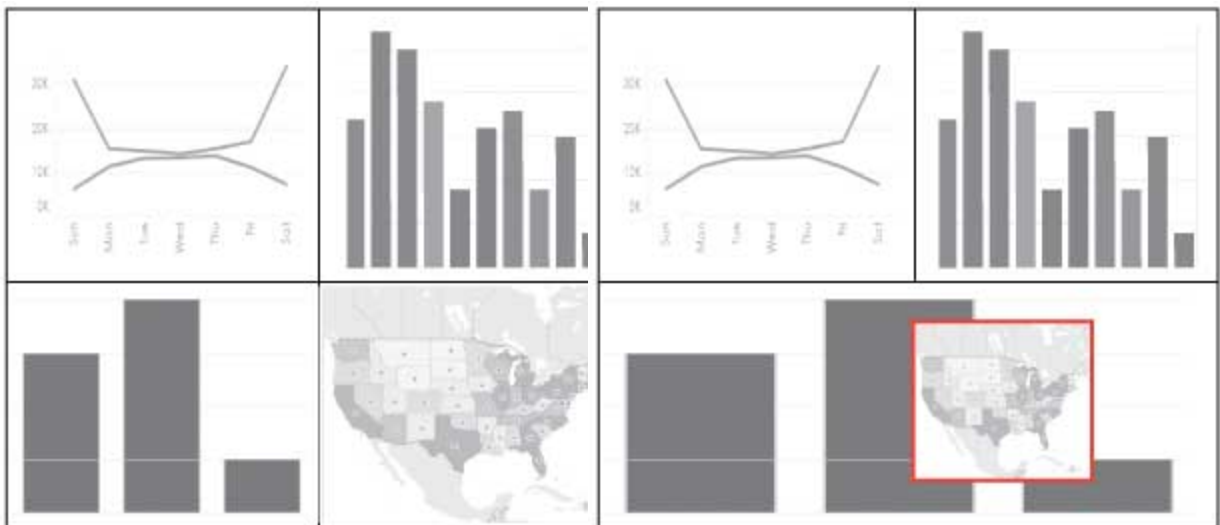 30K
20K
10K
0K
Sun
Mon
Tue
Wed
Thu
Fri
Sat
30K
20K
10K
0K
Sun
Mon
Tue
Wed
Thu
Fri
Sat